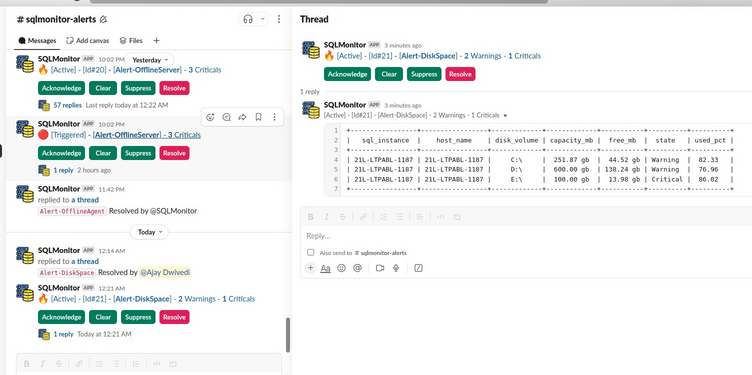 # sqlmonitor-alerts
Messages
Add canvas
Files
+
Yesterday
SQLMonitor APP 10:02 PM
[Active] - [Id#20] - [Alert-OfflineServer] - 3 Criticals
Acknowledge Clear Suppress Resolve
57 replies Last reply today at 12:22 AM
SQLMonitor APP 10:02 PM
[Triggered] - [Alert-OfflineServer] - 3 Criticals
Acknowledge Clear Suppress Resolve
1 reply 2 hours ago
SQLMonitor APP 11:42 PM
replied to a thread
Alert-OfflineAgent Resolved by @SQLMonitor
Today
SQLMonitor APP 12:14 AM
replied to a thread
Alert-DiskSpace Resolved by @Ajay Dwivedi
SQLMonitor APP 12:21 AM
[Active] - [Id#21] - [Alert-DiskSpace] - 2 Warnings - 1 Criticals
Acknowledge Clear Suppress Resolve
1 reply Today at 12:21 AM
B I S
Thread
SQLMonitor APP 3 minutes ago
[Active] - [Id#21] - [Alert-DiskSpace] - 2 Warnings - 1 Criticals
Acknowledge Clear Suppress Resolve
1 reply
SQLMonitor APP 3 minutes ago
[Active] - [Id#21] - [Alert-DiskSpace] - 2 Warnings - 1 Criticals
1 +----------------+----------------+-------------+-------------+-----------+----------+----------+
2 | sql_instance | host_name | disk_volume | capacity_mb | free_mb | state | used_pct |
3 +----------------+----------------+-------------+-------------+-----------+----------+----------+
4 | 21L-LTPABL-1187 | 21L-LTPABL-1187 | C:\ | 251.87 gb | 44.52 gb | Warning | 82.33 |
5 | 21L-LTPABL-1187 | 21L-LTPABL-1187 | D:\ | 600.00 gb | 138.24 gb | Warning | 76.96 |
6 | 21L-LTPABL-1187 | 21L-LTPABL-1187 | E:\ | 100.00 gb | 13.98 gb | Critical | 86.02 |
7 +----------------+----------------+-------------+-------------+-----------+----------+----------+
B I S
Reply...
Also send to # sqlmonitor-alerts
+ Aa @